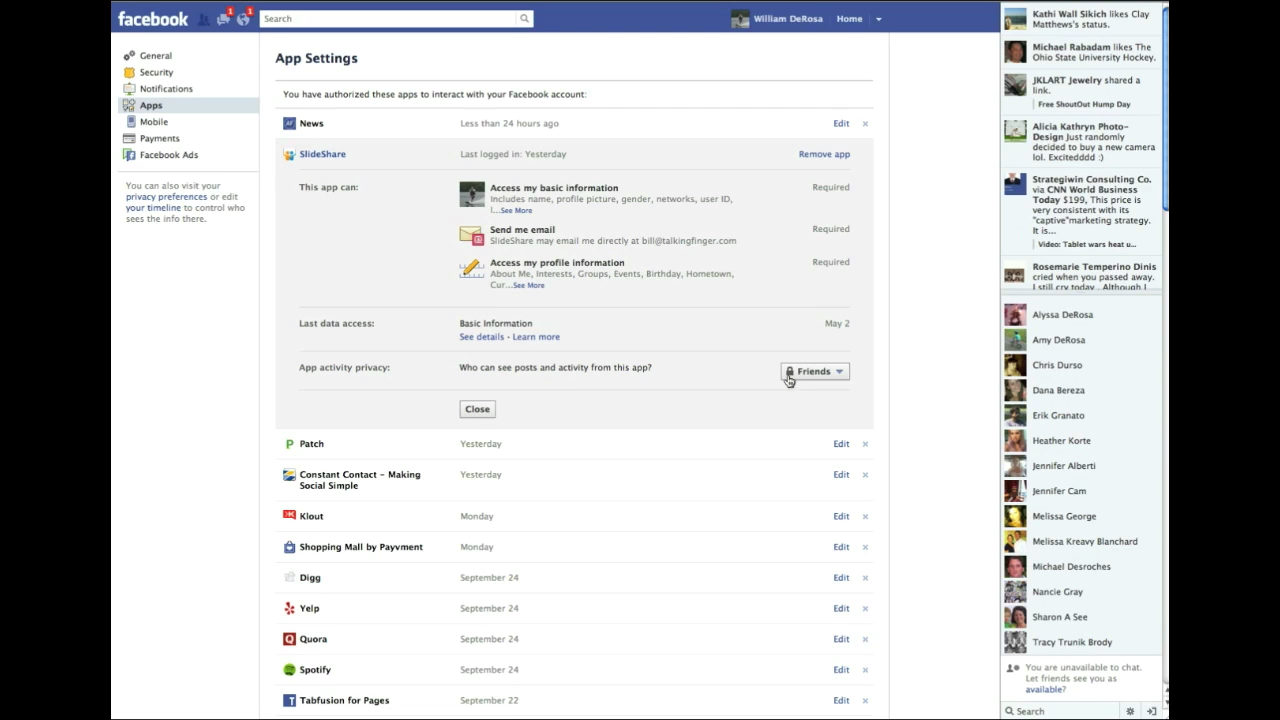 facebook
1
1
Search
William DeRosa
Home
General
Security
Notifications
Apps
Mobile
Payments
Facebook Ads
You can also visit your
privacy preferences or edit
your timeline to control who
sees the info there.
App Settings
You have authorized these apps to interact with your Facebook account:
News Less than 24 hours ago Edit ×
SlideShare Last logged in: Yesterday Remove app
This app can: Access my basic information Required
Includes name, profile picture, gender, networks, user ID,
l...See More
Send me email Required
SlideShare may email me directly at bill@talkingfinger.com
Access my profile information Required
About Me, Interests, Groups, Events, Birthday, Hometown,
Cur...See More
Last data access: Basic Information May 2
See details · Learn more
App activity privacy: Who can see posts and activity from this app? Friends
Close
Patch Yesterday Edit ×
Constant Contact – Making Yesterday Edit ×
Social Simple
Klout Monday Edit ×
Shopping Mall by Payvment Monday Edit ×
Digg September 24 Edit ×
Yelp September 24 Edit ×
Quora September 24 Edit ×
Spotify September 24 Edit ×
Tabfusion for Pages September 22 Edit ×
Kathi Wall Sikich likes Clay
Matthews's status.
Michael Rabadam likes The
Ohio State University Hockey.
JKLART Jewelry shared a
link.
Free ShoutOut Hump Day
Alicia Kathryn Photo-
Design Just randomly
decided to buy a new camera
lol. Excitedddd :)
Strategiwin Consulting Co.
via CNN World Business
Today $199, This price is
very consistent with its
"captive"marketing strategy.
It is...
Video: Tablet wars heat u...
Rosemarie Temperino Dinis
cried when you passed away.
I still cry today. Although I
Alyssa DeRosa
Amy DeRosa
Chris Durso
Dana Bereza
Erik Granato
Heather Korte
Jennifer Alberti
Jennifer Cam
Melissa George
Melissa Kreavy Blanchard
Michael Desroches
Nancie Gray
Sharon A See
Tracy Trunik Brody
You are unavailable to chat.
Let friends see you as
available?
Search